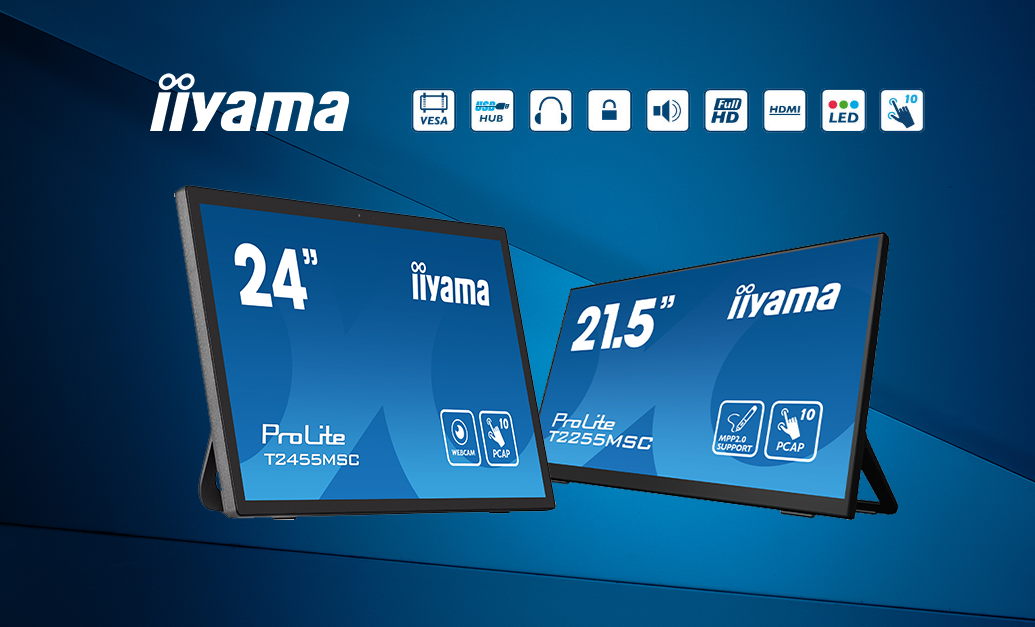 iiyama
VESA
USB
HUB
Full
HD
HDMI
LED
10
24”
iiyama
ProLite
T2455MSC
WEBCAM
10
PCAP
21.5”
iiyama
ProLite
T2255MSC
MPP2.0
SUPPORT
10
PCAP